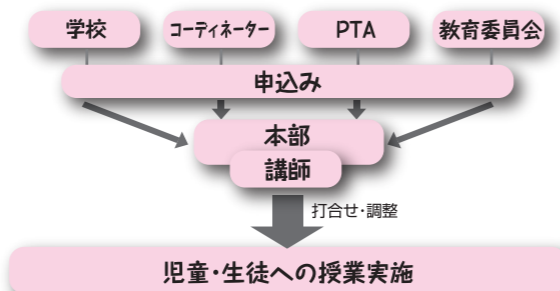 学校 コーディネーター PTA 教育委員会
申込み
本部
講師
打合せ・調整
児童・生徒への授業実施